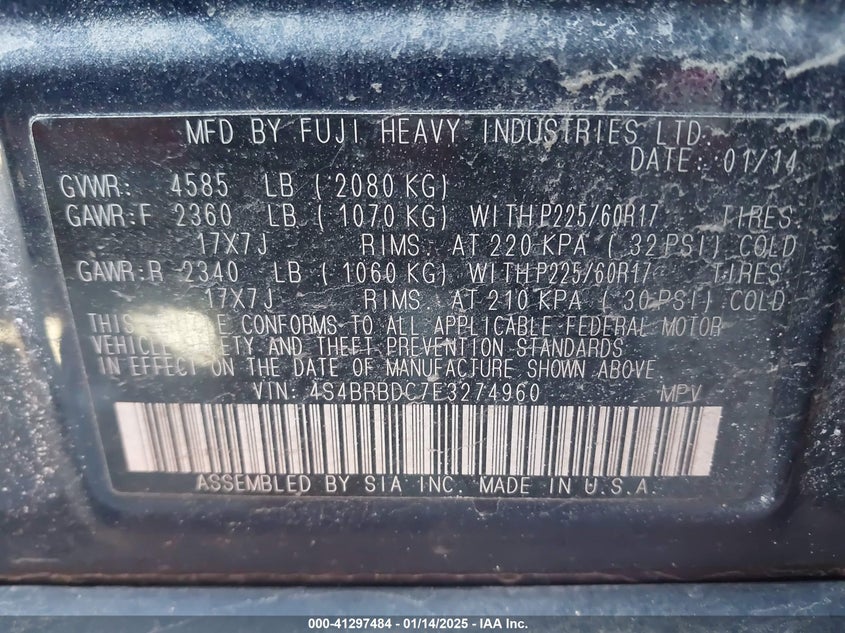 MFD BY FUJI HEAVY INDUSTRIES LTD.
DATE: 01/14
GVWR: 4585 LB ( 2080 KG)
GAWR:F 2360 LB ( 1070 KG) WITH P225/60R17 TIRES
17X7J RIMS. AT 220 KPA ( 32 PSI) COLD
GAWR:R 2340 LB ( 1060 KG) WITH P225/60R17 TIRES.
17X7J RIMS AT 210 KPA ( 30 PSI) COLD
THIS CONFORMS TO ALL APPLICABLE FEDERAL MOTOR
VEHICLE AND THEFT PREVENTION STANDARDS
IN EFFECT ON THE DATE OF MANUFACTURE SHOWN ABOVE.
VIN: 4S4BRBDC7E3274960 MPV
ASSEMBLED BY SIA INC. MADE IN U.S.A.
000-41297484 - 01/14/2025 - IAA Inc.